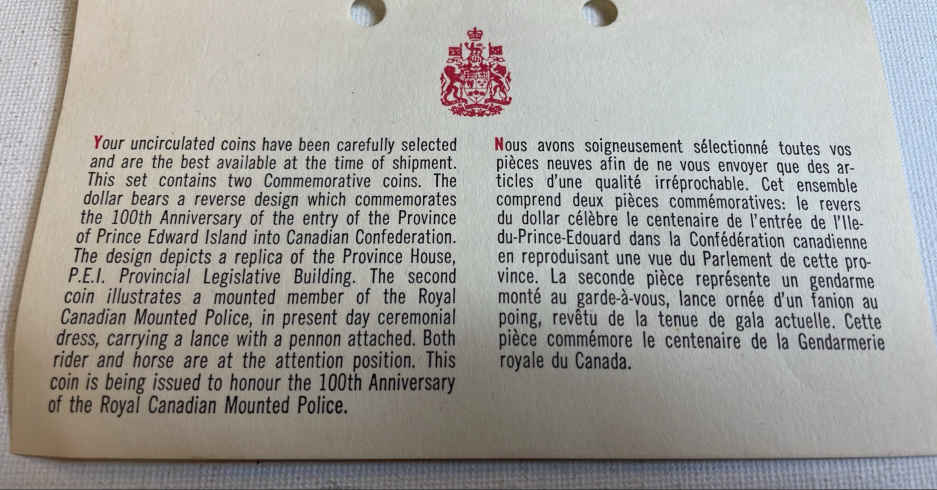 Your uncirculated coins have been carefully selected
and are the best available at the time of shipment.
This set contains two Commemorative coins. The
dollar bears a reverse design which commemorates
the 100th Anniversary of the entry of the Province
of Prince Edward Island into Canadian Confederation.
The design depicts a replica of the Province House,
P.E.I. Provincial Legislative Building. The second
coin illustrates a mounted member of the Royal
Canadian Mounted Police, in present day ceremonial
dress, carrying a lance with a pennon attached. Both
rider and horse are at the attention position. This
coin is being issued to honour the 100th Anniversary
of the Royal Canadian Mounted Police.
Nous avons soigneusement sélectionné toutes vos
pièces neuves afin de ne vous envoyer que des ar-
ticles d'une qualité irréprochable. Cet ensemble
comprend deux pièces commémoratives: le revers
du dollar célèbre le centenaire de l'entrée de l'Ile-
du-Prince-Edouard dans la Confédération canadienne
en reproduisant une vue du Parlement de cette pro-
vince. La seconde pièce représente un gendarme
monté au garde-à-vous, lance ornée d'un fanion au
poing, revêtu de la tenue de gala actuelle. Cette
pièce commémore le centenaire de la Gendarmerie
royale du Canada.